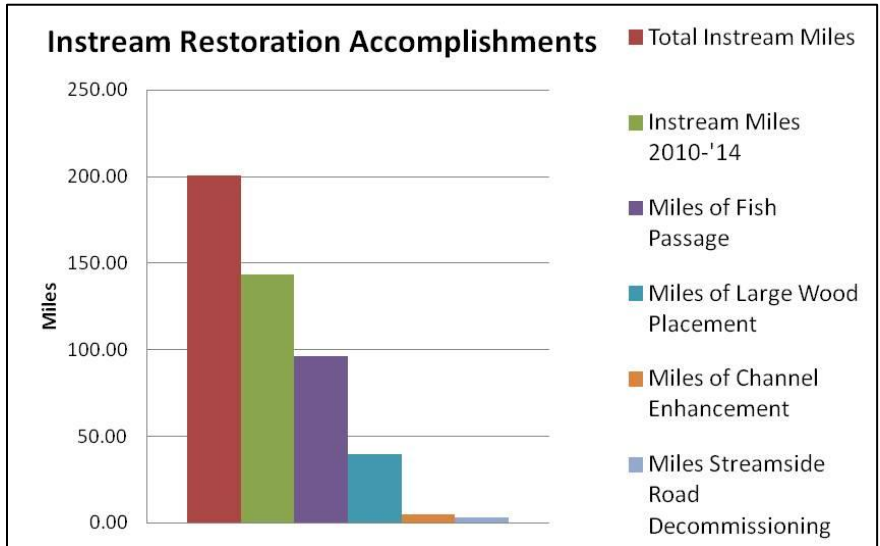 Instream Restoration Accomplishments
250.00
200.00
150.00
100.00
50.00
0.00
Miles
Total Instream Miles
Instream Miles
2010-'14
Miles of Fish
Passage
Miles of Large Wood
Placement
Miles of Channel
Enhancement
Miles Streamside
Road
Decommissioning